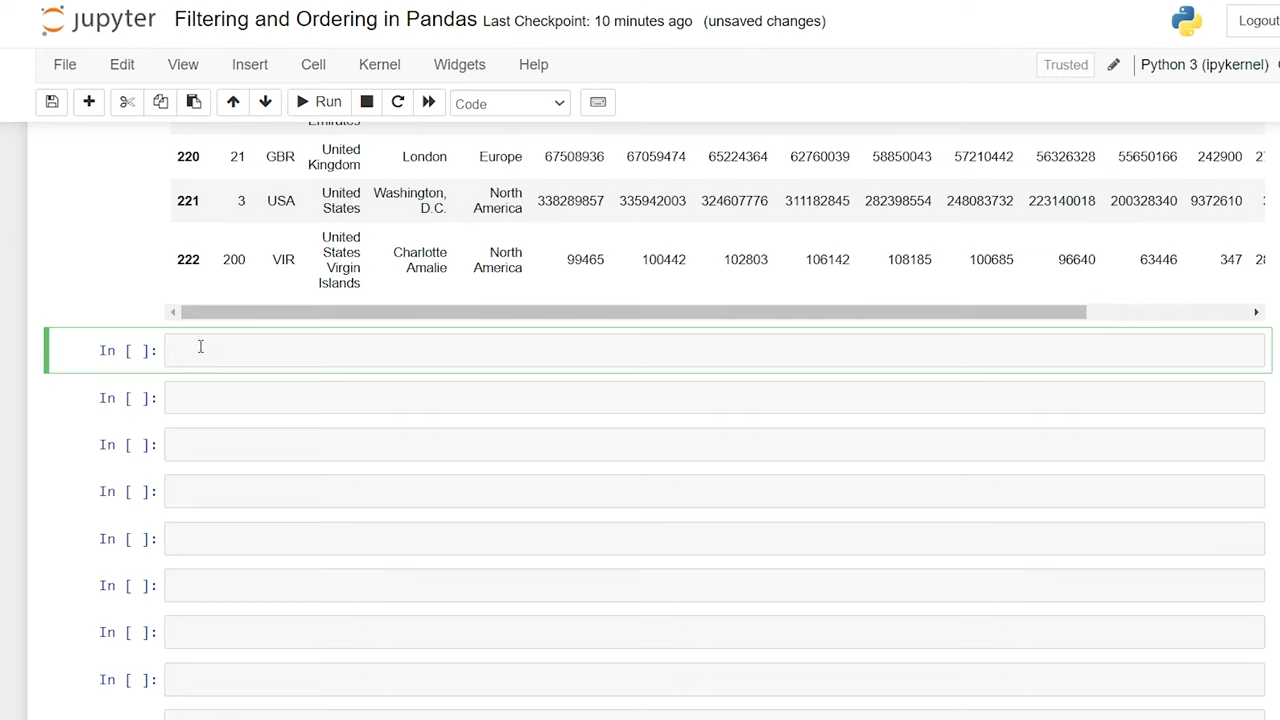 jupyter Filtering and Ordering in Pandas Last Checkpoint: 10 minutes ago (unsaved changes) Logout
File Edit View Insert Cell Kernel Widgets Help Trusted Python 3 (ipykernel)
Run Code
220 21 GBR United Kingdom London Europe 67508936 67059474 65224364 62760039 58850043 57210442 56326328 55650166 242900
221 3 USA United States Washington, D.C. North America 338289857 335942003 324607776 311182845 282398554 248083732 223140018 200328340 9372610
222 200 VIR United States Virgin Islands Charlotte Amalie North America 99465 100442 102803 106142 108185 100685 96640 63446 347
In [ ]:
In [ ]:
In [ ]:
In [ ]:
In [ ]:
In [ ]:
In [ ]:
In [ ]: